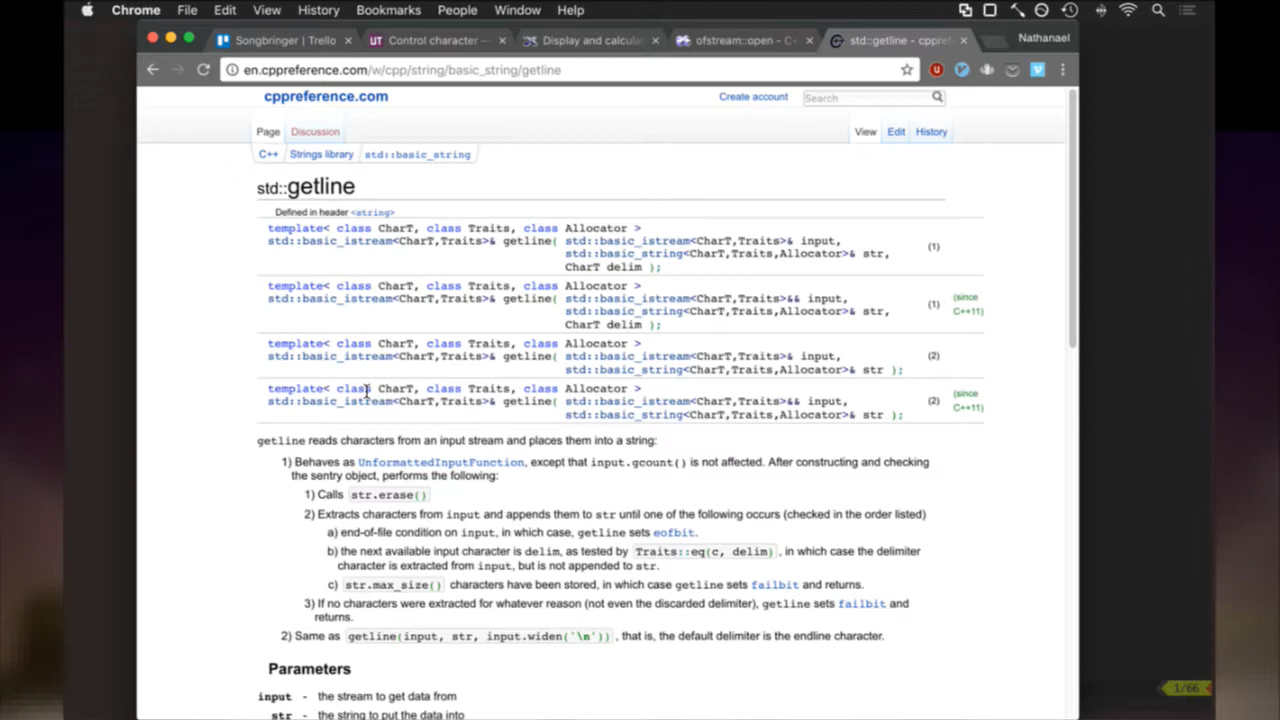 Chrome File Edit View History Bookmarks People Window Help
Songbringer | Trello
Control character —
Display and calcula
ofstream::open - C+
std::getline - cppref
Nathanael
en.cppreference.com/w/cpp/string/basic_string/getline
cppreference.com
Create account
Search
Page Discussion
View Edit History
C++ Strings library std::basic_string
std::getline
Defined in header <string>
template< class CharT, class Traits, class Allocator >
std::basic_istream<CharT,Traits>& getline( std::basic_istream<CharT,Traits>& input,
std::basic_string<CharT,Traits,Allocator>& str,
CharT delim );
(1)
template< class CharT, class Traits, class Allocator >
std::basic_istream<CharT,Traits>& getline( std::basic_istream<CharT,Traits>&& input,
std::basic_string<CharT,Traits,Allocator>& str,
CharT delim );
(1)
(since
C++11)
template< class CharT, class Traits, class Allocator >
std::basic_istream<CharT,Traits>& getline( std::basic_istream<CharT,Traits>& input,
std::basic_string<CharT,Traits,Allocator>& str );
(2)
template< class CharT, class Traits, class Allocator >
std::basic_istream<CharT,Traits>& getline( std::basic_istream<CharT,Traits>&& input,
std::basic_string<CharT,Traits,Allocator>& str );
(2)
(since
C++11)
getline reads characters from an input stream and places them into a string:
1) Behaves as UnformattedInputFunction, except that input.gcount() is not affected. After constructing and checking
the sentry object, performs the following:
1) Calls str.erase()
2) Extracts characters from input and appends them to str until one of the following occurs (checked in the order listed)
a) end-of-file condition on input, in which case, getline sets eofbit.
b) the next available input character is delim, as tested by Traits::eq(c, delim), in which case the delimiter
character is extracted from input, but is not appended to str.
c) str.max_size() characters have been stored, in which case getline sets failbit and returns.
3) If no characters were extracted for whatever reason (not even the discarded delimiter), getline sets failbit and
returns.
2) Same as getline(input, str, input.widen('\n')), that is, the default delimiter is the endline character.
Parameters
input - the stream to get data from
str - the string to put the data into
1/66